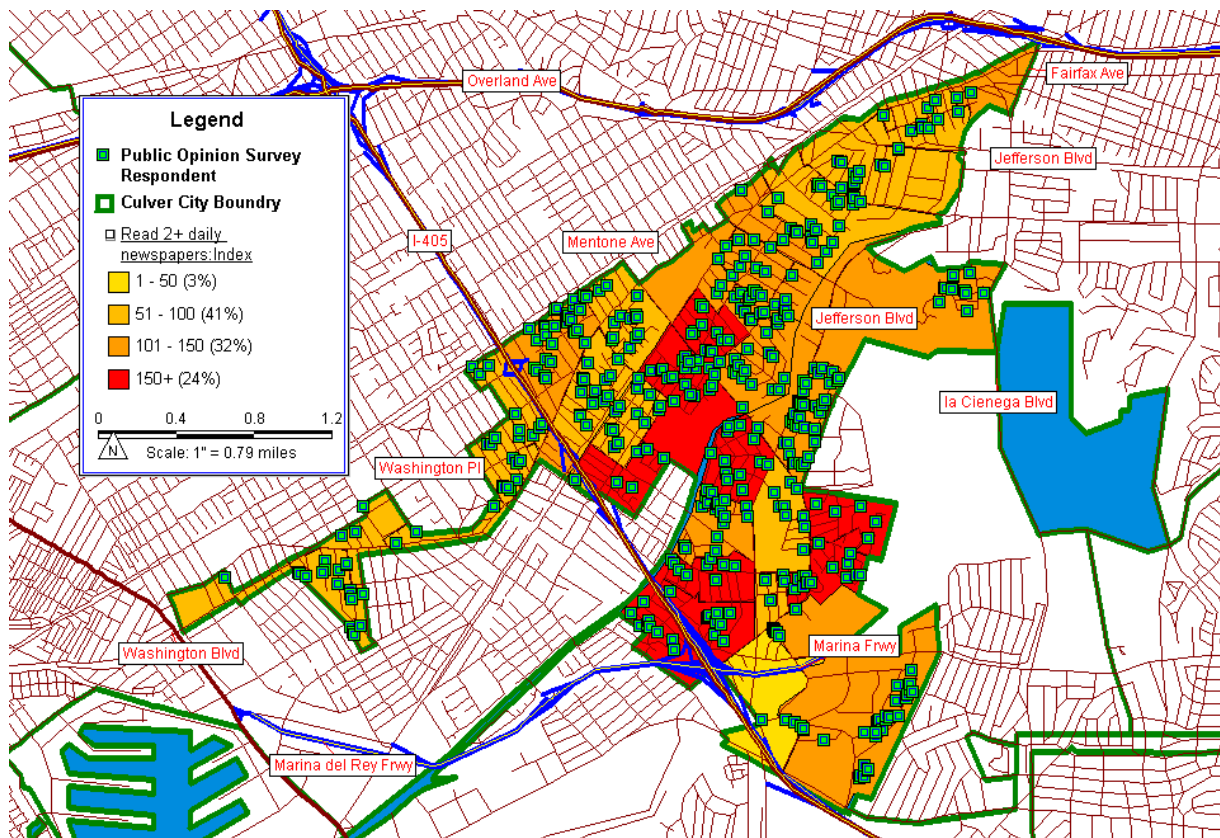 Overland Ave
Fairfax Ave
Legend
Public Opinion Survey
Respondent
Culver City Boundry
Read 2+ daily
newspapers:Index
1 - 50 (3%)
51 - 100 (41%)
101 - 150 (32%)
150+ (24%)
0 0.4 0.8 1.2
N
Scale: 1" = 0.79 miles
Jefferson Blvd
I-405
Mentone Ave
Jefferson Blvd
la Cienega Blvd
Washington Pl
Washington Blvd
Marina Frwy
Marina del Rey Frwy